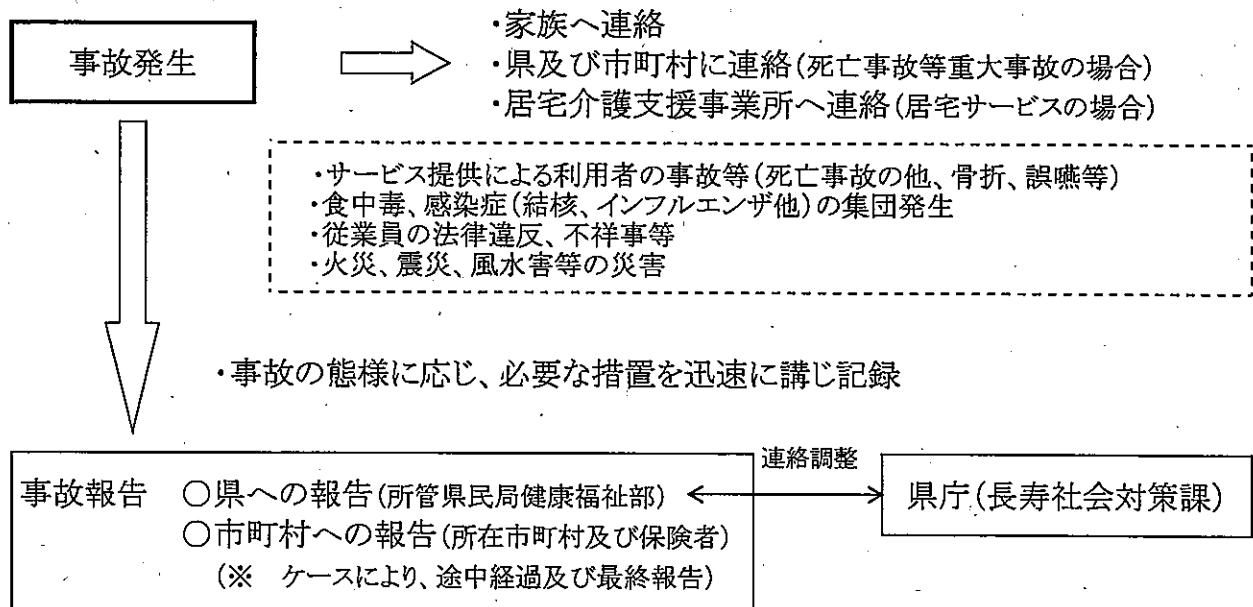 事故発生
・家族へ連絡
・県及び市町村に連絡(死亡事故等重大事故の場合)
・居宅介護支援事業所へ連絡(居宅サービスの場合)
・サービス提供による利用者の事故等(死亡事故の他、骨折、誤嚥等)
・食中毒、感染症(結核、インフルエンザ他)の集団発生
・従業員の法律違反、不祥事等
・火災、震災、風水害等の災害
・事故の態様に応じ、必要な措置を迅速に講じ記録
事故報告 ○県への報告(所管県民局健康福祉部)
○市町村への報告(所在市町村及び保険者)
(※ ケースにより、途中経過及び最終報告)
連絡調整
県庁(長寿社会対策課)